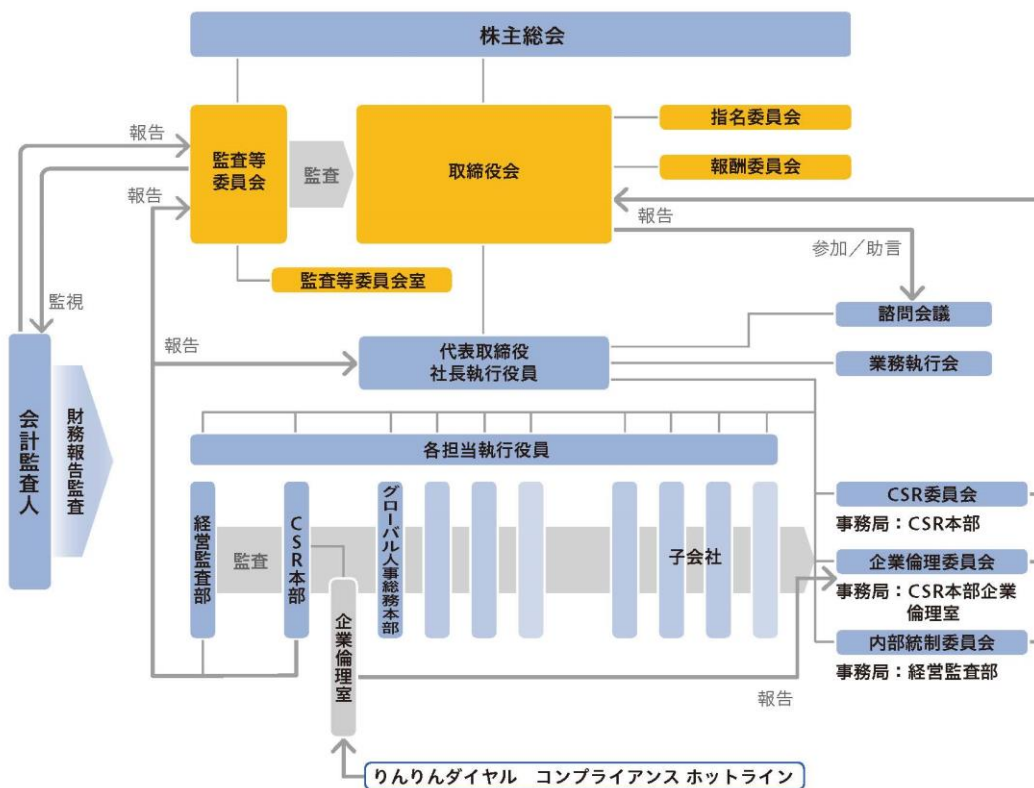 株主総会
報告
監査等
委員会
監査
取締役会
指名委員会
報酬委員会
報告
報告
参加／助言
監査等委員会室
監視
諮問会議
報告
代表取締役
社長執行役員
業務執行会
会計監査人
財務報告監査
各担当執行役員
経営監査部
監査
CSR本部
グローバル人事総務本部
子会社
CSR委員会
事務局：CSR本部
企業倫理委員会
事務局：CSR本部企業
倫理室
企業倫理室
内部統制委員会
事務局：経営監査部
報告
りんりんダイヤル　コンプライアンス ホットライン